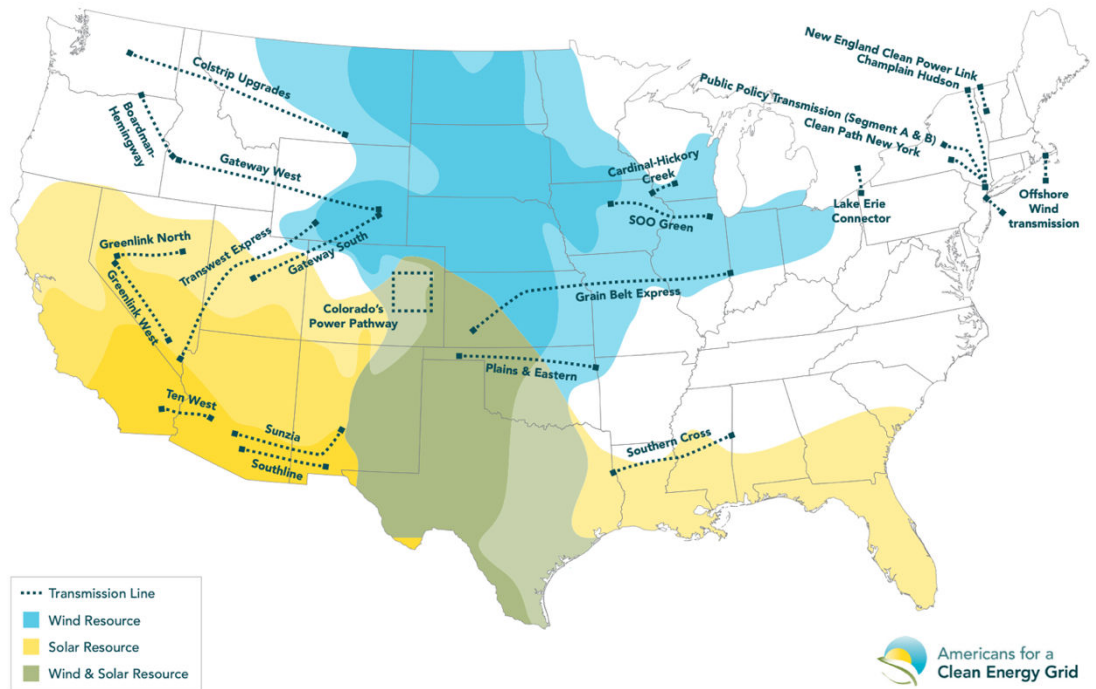 New England Clean Power Link
Champlain Hudson
Public Policy Transmission (Segment A & B)
Clean Path New York
Colstrip Upgrades
Boardman-
Hemingway
Gateway West
Cardinal-Hickory
Creek
SOO Green
Lake Erie
Connector
Offshore
Wind
transmission
Greenlink North
Transwest Express
Gateway South
Greenlink West
Colorado's
Power Pathway
Grain Belt Express
Plains & Eastern
Ten West
Sunzia
Southline
Southern Cross
Transmission Line
Wind Resource
Solar Resource
Wind & Solar Resource
Americans for a
Clean Energy Grid